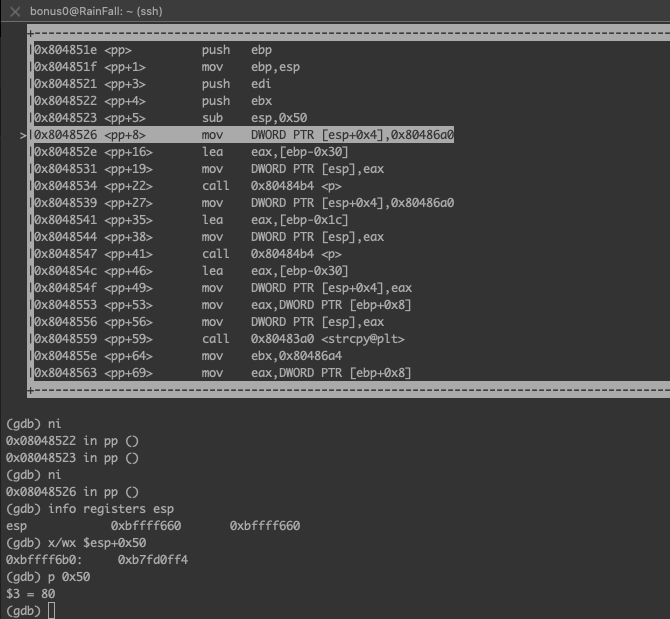 bonus0@RainFall: ~ (ssh)
0x804851e <pp> push ebp
0x804851f <pp+1> mov ebp,esp
0x8048521 <pp+3> push edi
0x8048522 <pp+4> push ebx
0x8048523 <pp+5> sub esp,0x50
>0x8048526 <pp+8> mov DWORD PTR [esp+0x4],0x80486a0
0x804852e <pp+16> lea eax,[ebp-0x30]
0x8048531 <pp+19> mov DWORD PTR [esp],eax
0x8048534 <pp+22> call 0x80484b4 <p>
0x8048539 <pp+27> mov DWORD PTR [esp+0x4],0x80486a0
0x8048541 <pp+35> lea eax,[ebp-0x1c]
0x8048544 <pp+38> mov DWORD PTR [esp],eax
0x8048547 <pp+41> call 0x80484b4 <p>
0x804854c <pp+46> lea eax,[ebp-0x30]
0x804854f <pp+49> mov DWORD PTR [esp+0x4],eax
0x8048553 <pp+53> mov eax,DWORD PTR [ebp+0x8]
0x8048556 <pp+56> mov DWORD PTR [esp],eax
0x8048559 <pp+59> call 0x80483a0 <strcpy@plt>
0x804855e <pp+64> mov ebx,0x80486a4
0x8048563 <pp+69> mov eax,DWORD PTR [ebp+0x8]
(gdb) ni
0x08048522 in pp ()
0x08048523 in pp ()
(gdb) ni
0x08048526 in pp ()
(gdb) info registers esp
esp 0xbffff660 0xbffff660
(gdb) x/wx $esp+0x50
0xbffff6b0: 0xb7fd0ff4
(gdb) p 0x50
$3 = 80
(gdb)